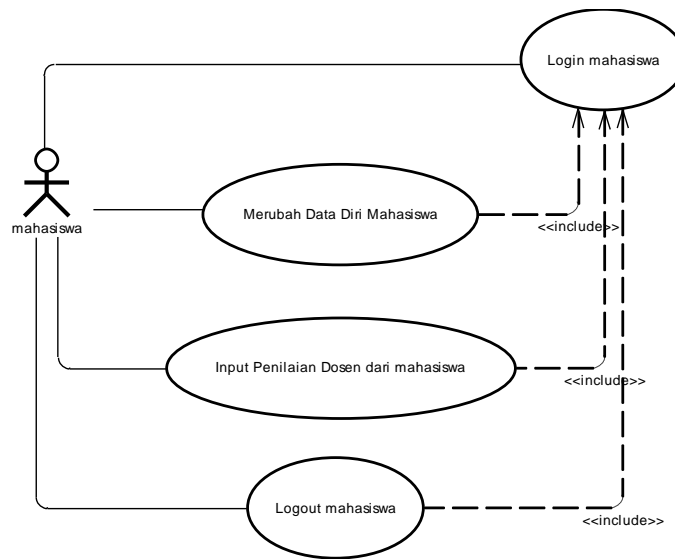 Login mahasiswa
mahasiswa
Merubah Data Diri Mahasiswa
<<include>>
Input Penilaian Dosen dari mahasiswa
<<include>>
Logout mahasiswa
<<include>>